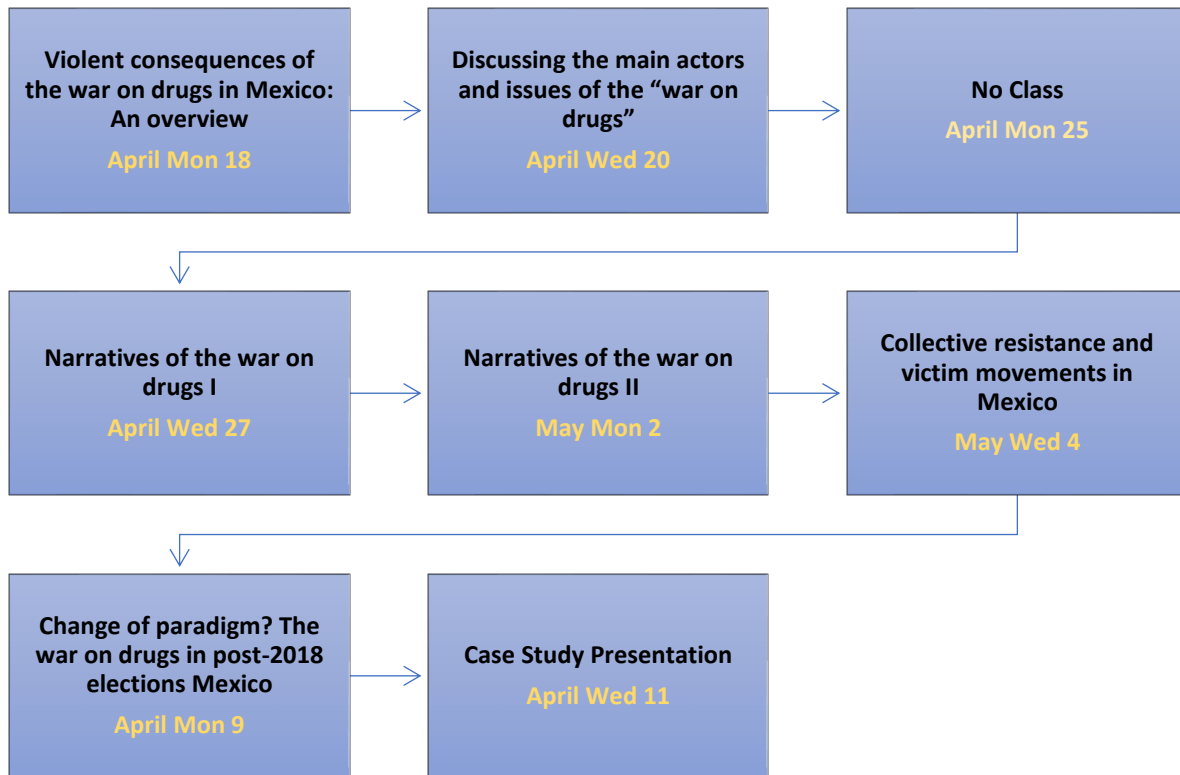 Violent consequences of
the war on drugs in Mexico:
An overview
April Mon 18
Discussing the main actors
and issues of the “war on
drugs”
April Wed 20
No Class
April Mon 25
Narratives of the war on
drugs I
April Wed 27
Narratives of the war on
drugs II
May Mon 2
Collective resistance and
victim movements in
Mexico
May Wed 4
Change of paradigm? The
war on drugs in post-2018
elections Mexico
April Mon 9
Case Study Presentation
April Wed 11